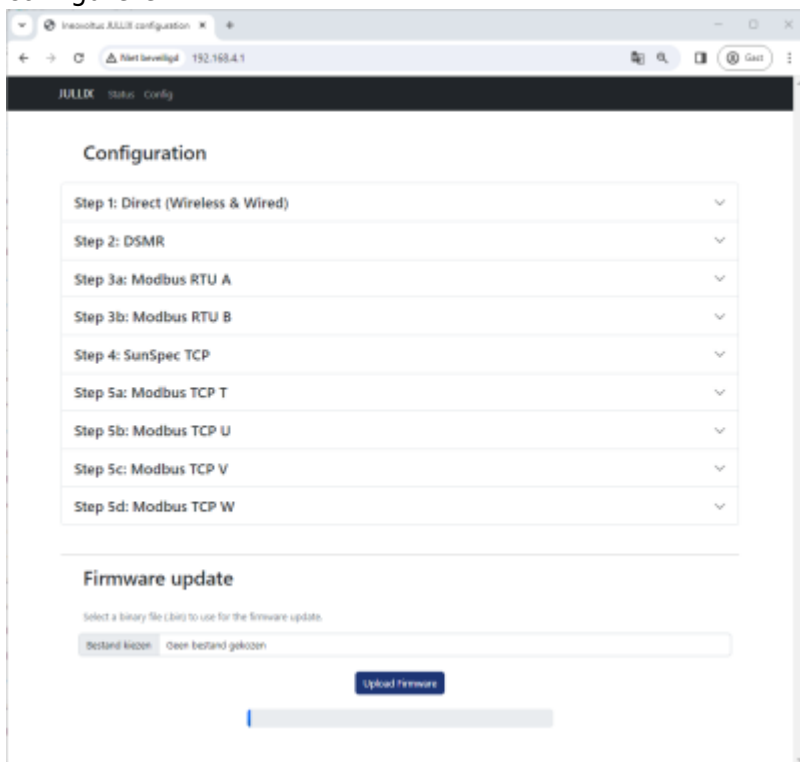 Ineovoltus JULLIX configuration
Niet beveiligd 192.168.4.1
Gast
JULLIX Status Config
Configuration
Step 1: Direct (Wireless & Wired)
Step 2: DSMR
Step 3a: Modbus RTU A
Step 3b: Modbus RTU B
Step 4: SunSpec TCP
Step 5a: Modbus TCP T
Step 5b: Modbus TCP U
Step 5c: Modbus TCP V
Step 5d: Modbus TCP W
Firmware update
Select a binary file (.bin) to use for the firmware update.
Bestand kiezen Geen bestand gekozen
Upload Firmware